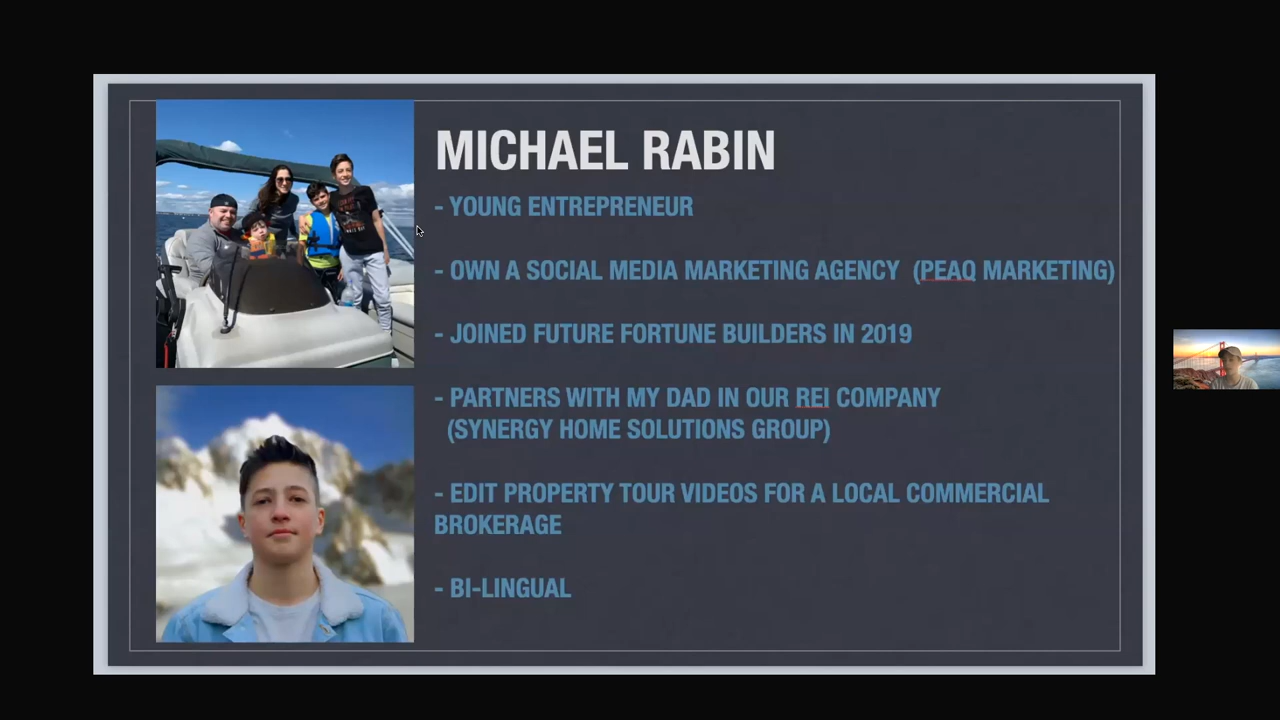 MICHAEL RABIN
- YOUNG ENTREPRENEUR
- OWN A SOCIAL MEDIA MARKETING AGENCY (PEAQ MARKETING)
- JOINED FUTURE FORTUNE BUILDERS IN 2019
- PARTNERS WITH MY DAD IN OUR REI COMPANY
(SYNERGY HOME SOLUTIONS GROUP)
- EDIT PROPERTY TOUR VIDEOS FOR A LOCAL COMMERCIAL
BROKERAGE
- BI-LINGUAL